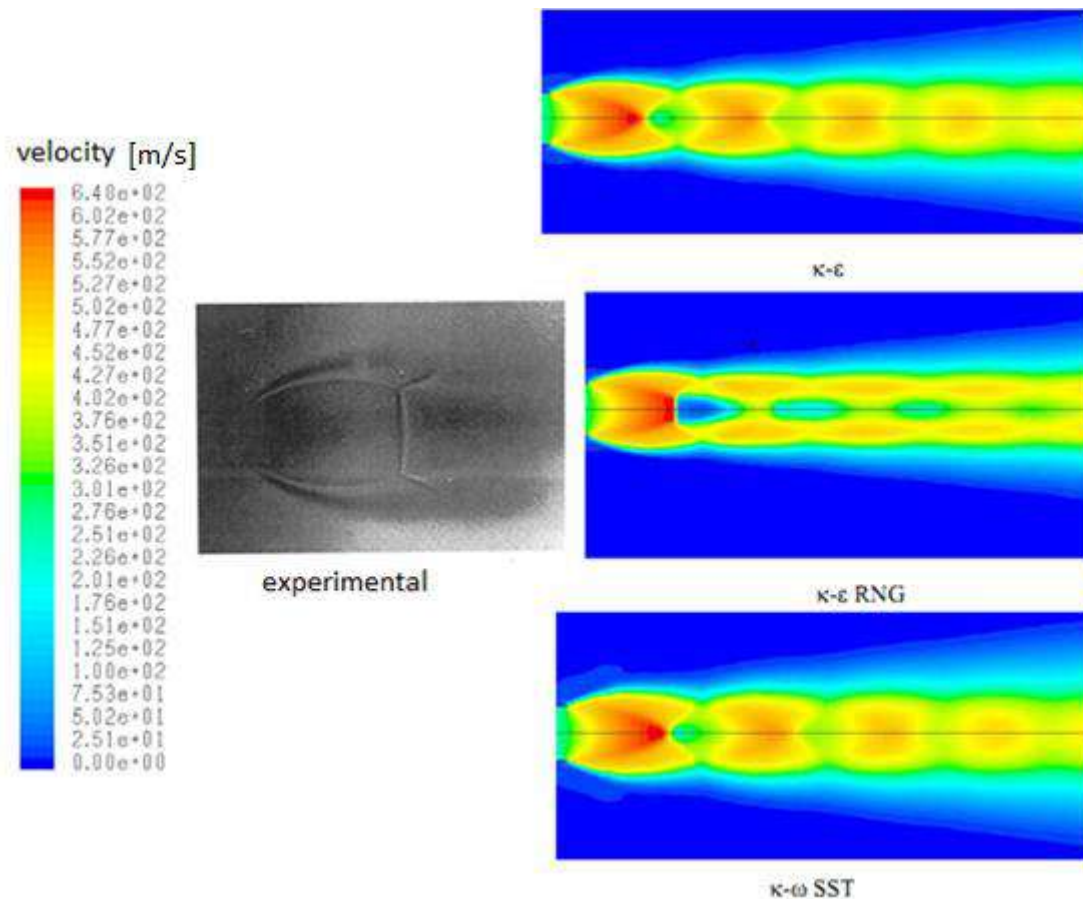 velocity [m/s]
6.48e+02
6.02e+02
5.77e+02
5.52e+02
5.27e+02
5.02e+02
4.77e+02
4.52e+02
4.27e+02
4.02e+02
3.76e+02
3.51e+02
3.26e+02
3.01e+02
2.76e+02
2.51e+02
2.26e+02
2.01e+02
1.76e+02
1.51e+02
1.25e+02
1.00e+02
7.53e+01
5.02e+01
2.51e+01
0.00e+00
experimental
κ-ε
κ-ε RNG
κ-ω SST